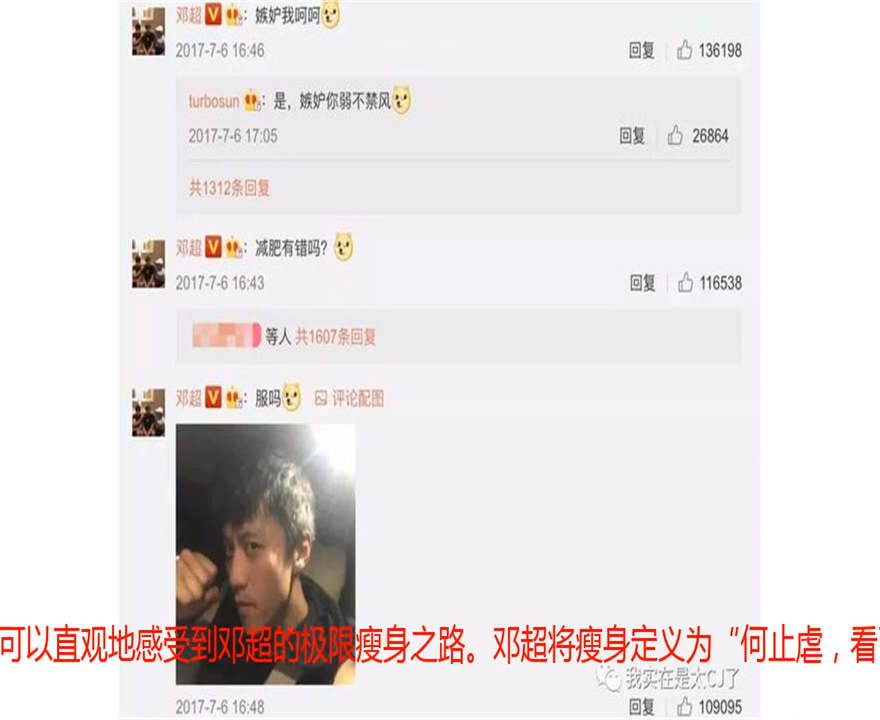 邓超 V : 嫉妒我呵呵
2017-7-6 16:46 回复 136198
turbosun : 是，嫉妒你弱不禁风
2017-7-6 17:05 回复 26864
共1312条回复
邓超 V : 减肥有错吗？
2017-7-6 16:43 回复 116538
等人 共1607条回复
邓超 V : 服吗 评论配图
可以直观地感受到邓超的极限瘦身之路。邓超将瘦身定义为“何止虐，看
我实在是太CJ了
2017-7-6 16:48 回复 109095